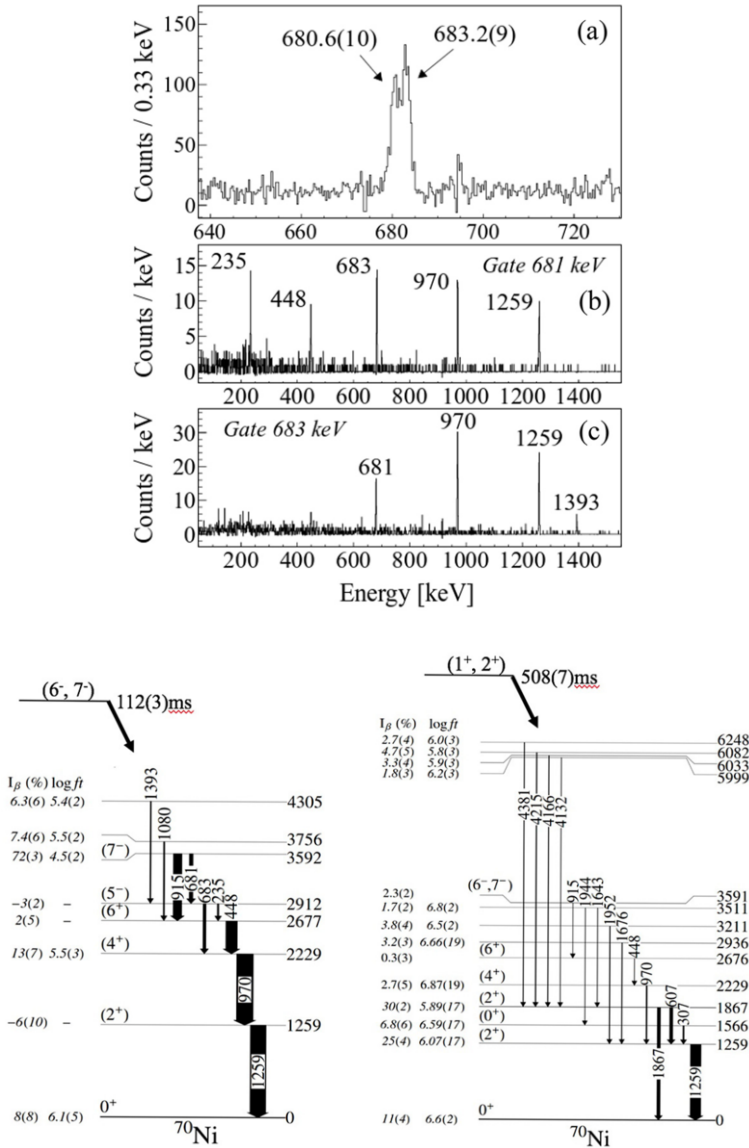 150
100
50
0
Counts / 0.33 keV
680.6(10)
683.2(9)
(a)
640 660 680 700 720
15
10
5
0
Counts / keV
235
448
683
970
1259
Gate 681 keV
(b)
200 400 600 800 1000 1200 1400
30
20
10
0
Counts / keV
Gate 683 keV
681
970
1259
1393
(c)
200 400 600 800 1000 1200 1400
Energy [keV]
(6⁻, 7⁻)
112(3)ms
Iβ (%) log ft
6.3(6) 5.4(2) 1393 4305
7.4(6) 5.5(2) 1080 3756
72(3) 4.5(2) (7⁻) 3592
915 681 683 235 448
–3(2) – (5⁻) 2912
2(5) – (6⁺) 2677
13(7) 5.5(3) (4⁺) 2229
970
–6(10) – (2⁺) 1259
1259
8(8) 6.1(5) 0⁺ 0
⁷⁰Ni
(1⁺, 2⁺)
508(7)ms
Iβ (%) log ft
2.7(4) 6.0(3) 6248
4.7(5) 5.8(3) 6082
3.3(4) 5.9(3) 6033
1.8(3) 6.2(3) 5999
4381 4215 4166 4132
2.3(2) (6⁻,7⁻) 3591
1.7(2) 6.8(2) 3511
915 1944 1643
3.8(4) 6.5(2) 1952 3211
3.2(3) 6.66(19) 1676 2936
0.3(3) (6⁺) 448 2676
2.7(5) 6.87(19) (4⁺) 970 2229
30(2) 5.89(17) (2⁺) 1867
6.8(6) 6.59(17) (0⁺) 607 1566
25(4) 6.07(17) (2⁺) 307 1259
1867 1259
11(4) 6.6(2) 0⁺ 0
⁷⁰Ni